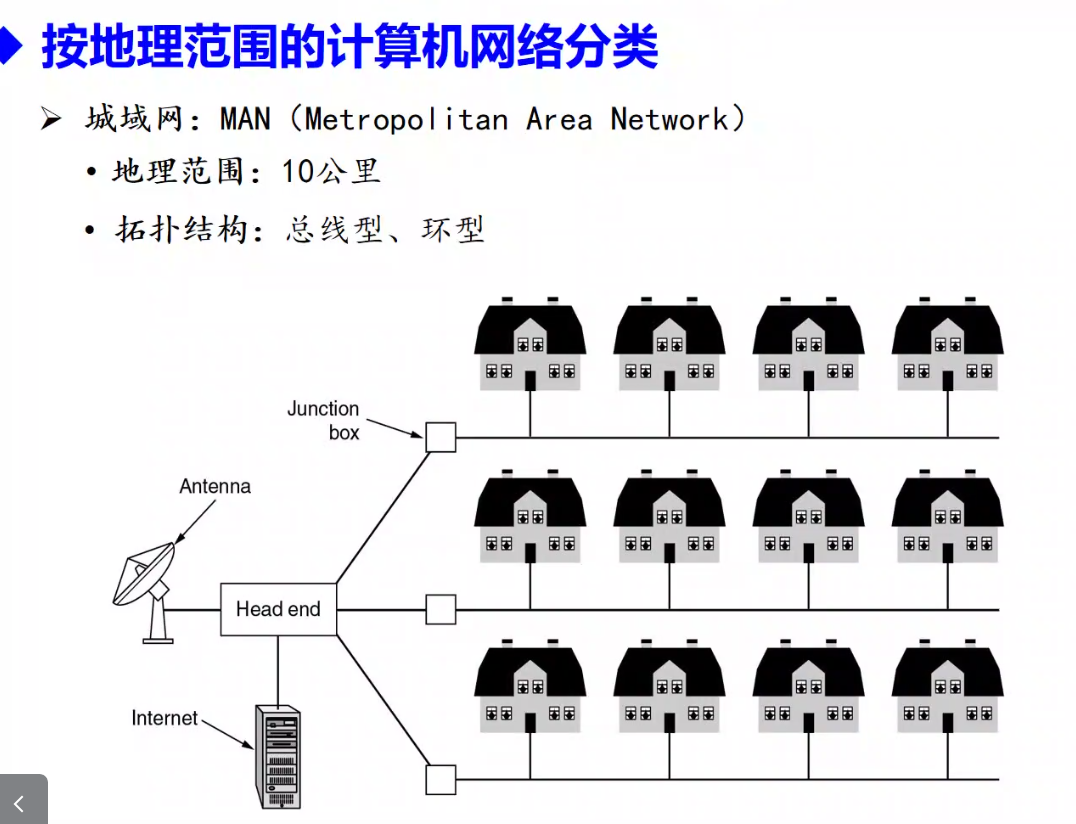 按地理范围的计算机网络分类
城域网：MAN（Metropolitan Area Network）
地理范围：10公里
拓扑结构：总线型、环型
Junction
box
Antenna
Head end
Internet